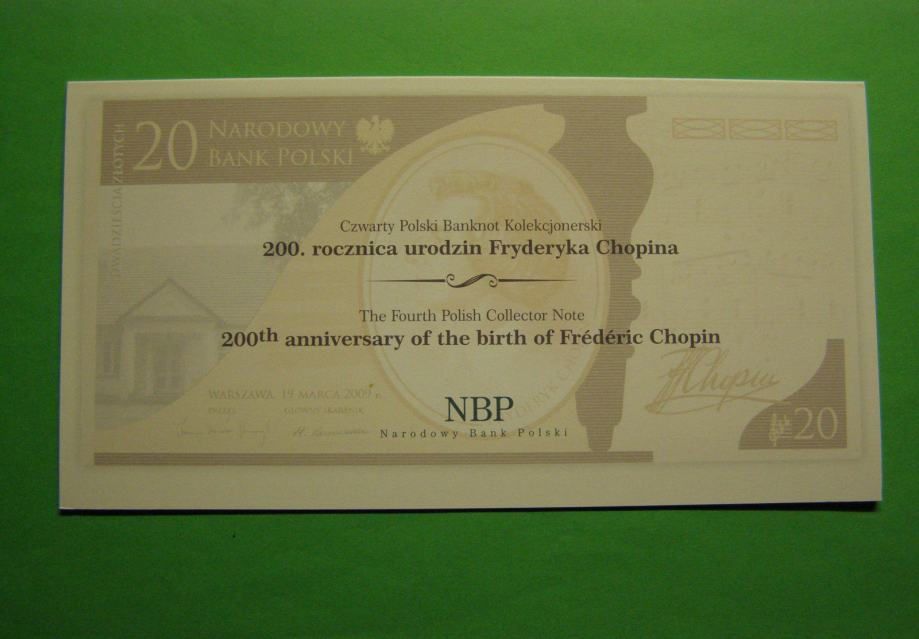 20 NARODOWY
BANK POLSKI
DWADZIEŚCIA ZŁOTYCH
Czwarty Polski Banknot Kolekcjonerski
200. rocznica urodzin Fryderyka Chopina
The Fourth Polish Collector Note
200th anniversary of the birth of Frédéric Chopin
WARSZAWA, 19 MARCA 2009 r.
PREZES GŁÓWNY SKARBNIK
FChopin
NBP
Narodowy Bank Polski
20